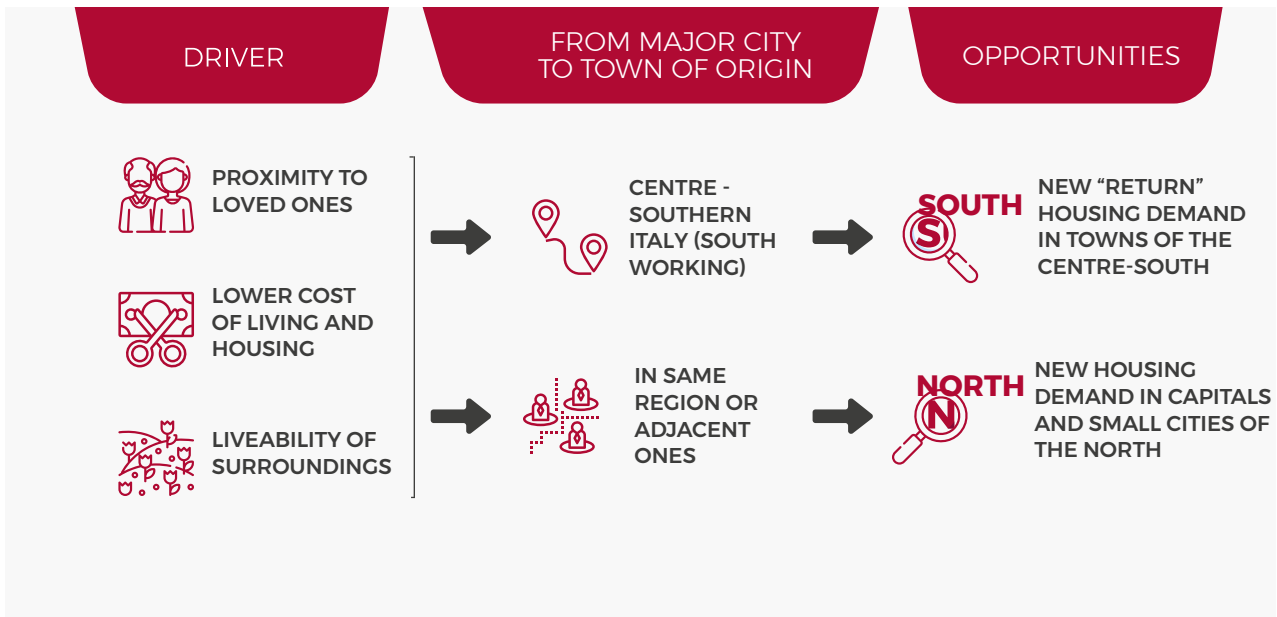 DRIVER
FROM MAJOR CITY
TO TOWN OF ORIGIN
OPPORTUNITIES
PROXIMITY TO
LOVED ONES
LOWER COST
OF LIVING AND
HOUSING
LIVEABILITY OF
SURROUNDINGS
CENTRE -
SOUTHERN
ITALY (SOUTH
WORKING)
IN SAME
REGION OR
ADJACENT
ONES
SOUTH
S
NEW “RETURN”
HOUSING DEMAND
IN TOWNS OF THE
CENTRE-SOUTH
NORTH
N
NEW HOUSING
DEMAND IN CAPITALS
AND SMALL CITIES OF
THE NORTH